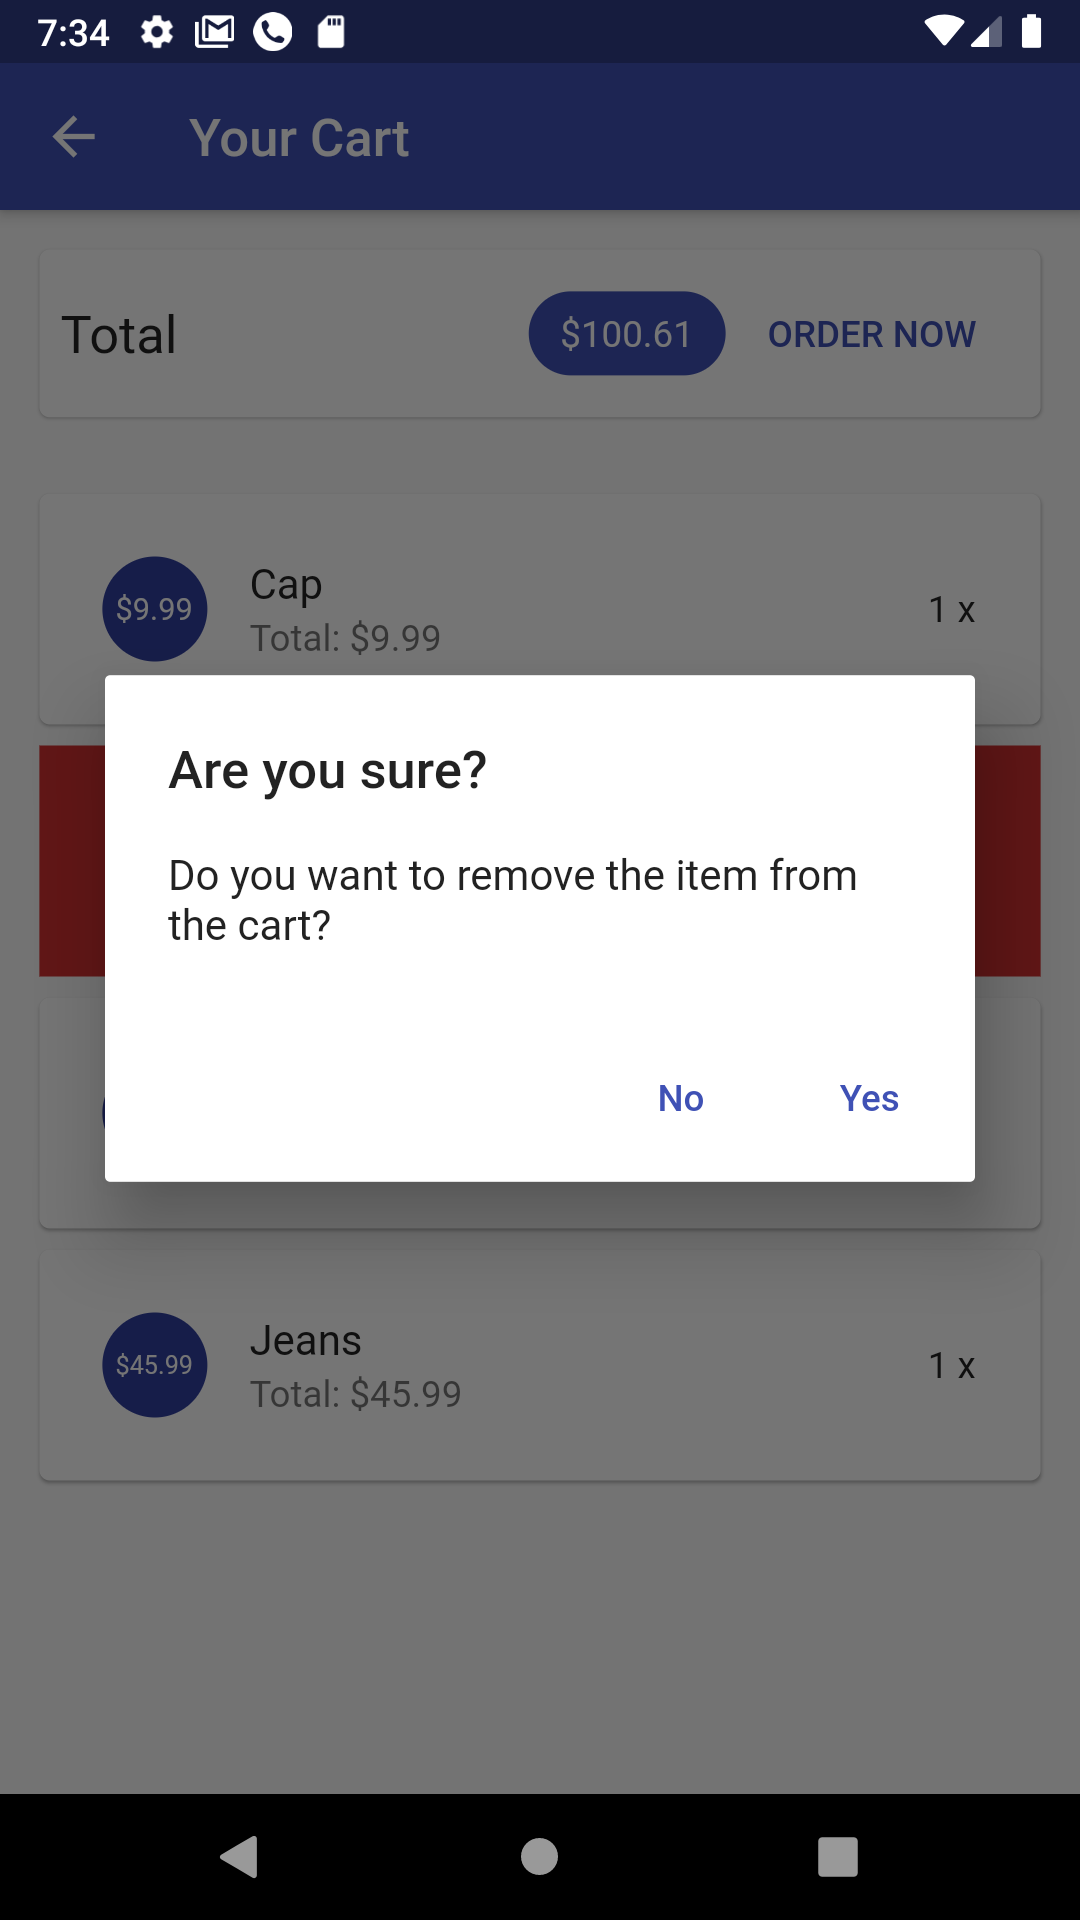 7:34
Your Cart
Total
$100.61
ORDER NOW
$9.99
Cap
Total: $9.99
1 x
Are you sure?
Do you want to remove the item from
the cart?
No
Yes
$45.99
Jeans
Total: $45.99
1 x